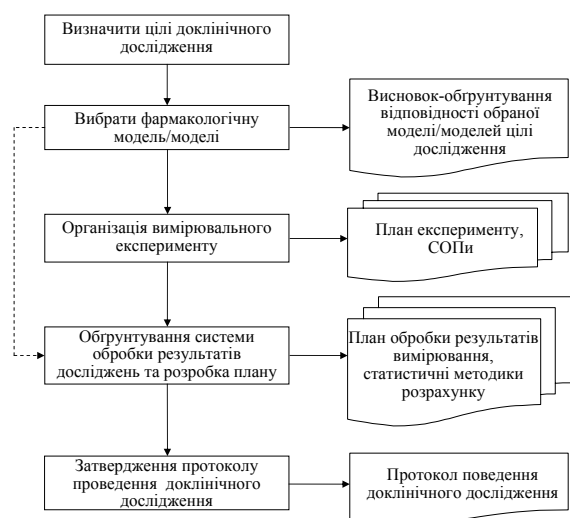 Визначити цілі доклінічного
дослідження
Вибрати фармакологічну
модель/моделі
Висновок-обґрунтування
відповідності обраної
моделі/моделей цілі
дослідження
Організація вимірювального
експерименту
План експерименту,
СОПи
Обґрунтування системи
обробки результатів
досліджень та розробка плану
План обробки результатів
вимірювання,
статистичні методики
розрахунку
Затвердження протоколу
проведення доклінічного
дослідження
Протокол поведення
доклінічного дослідження